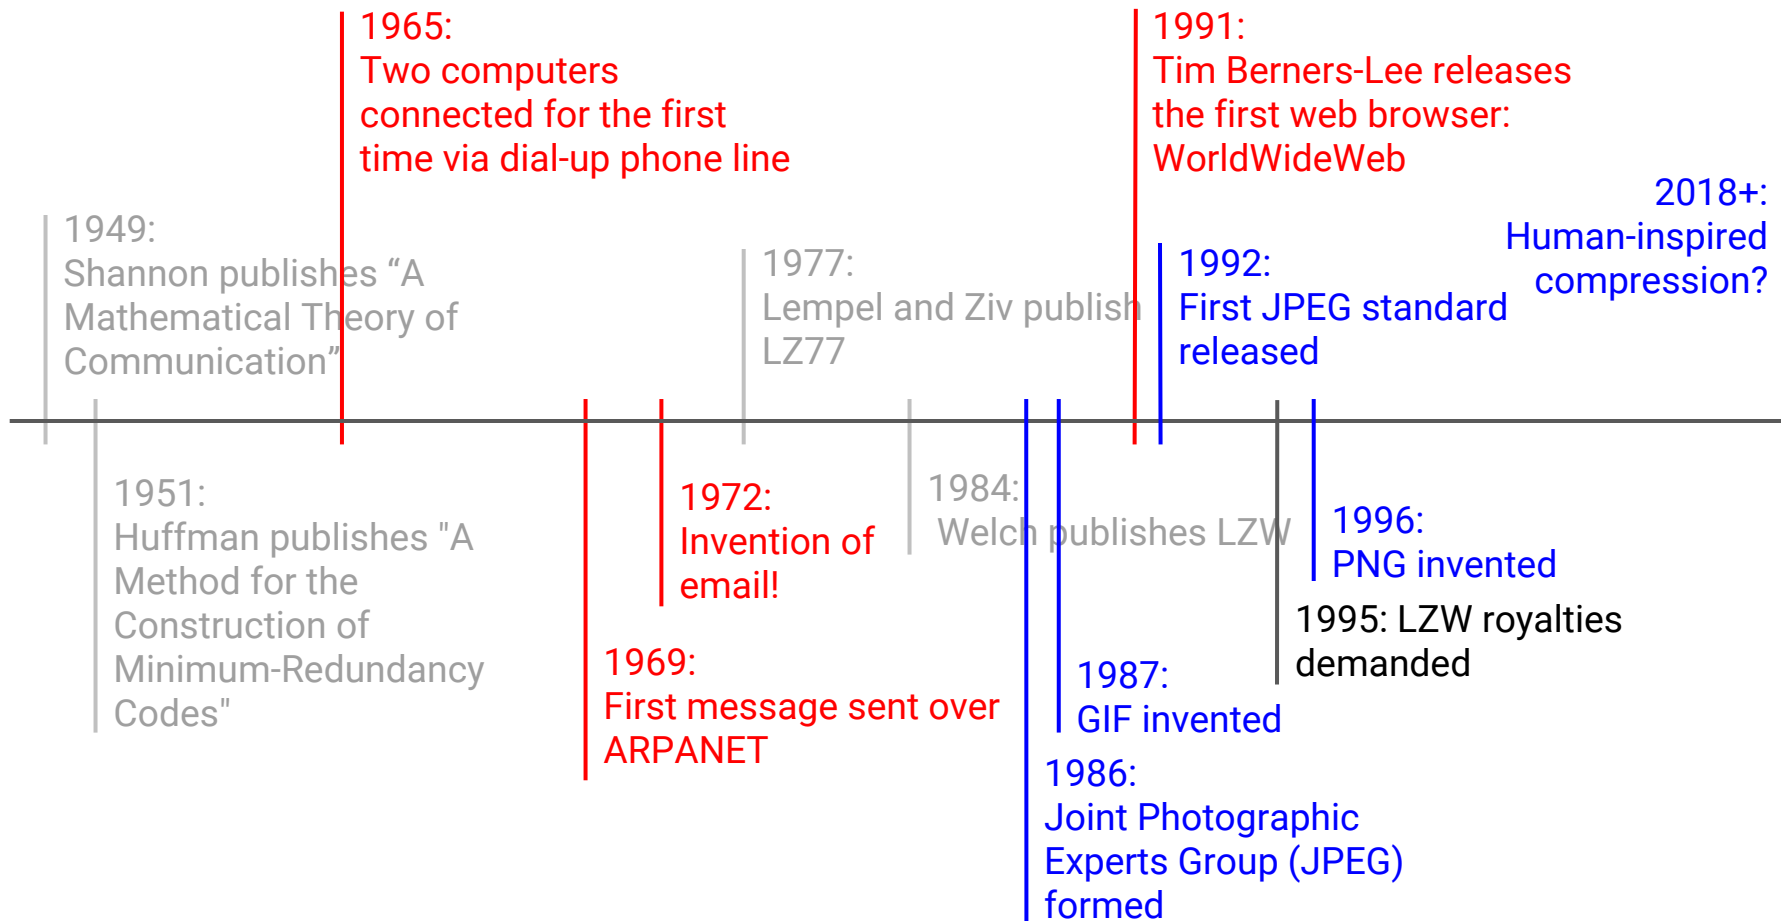 1965:
Two computers
connected for the first
time via dial-up phone line
1991:
Tim Berners-Lee releases
the first web browser:
WorldWideWeb
2018+:
Human-inspired
compression?
1949:
Shannon publishes “A
Mathematical Theory of
Communication”
1977:
Lempel and Ziv publish
LZ77
1992:
First JPEG standard
released
1951:
Huffman publishes "A
Method for the
Construction of
Minimum-Redundancy
Codes"
1972:
Invention of
email!
1984:
Welch publishes LZW
1996:
PNG invented
1995: LZW royalties
demanded
1969:
First message sent over
ARPANET
1987:
GIF invented
1986:
Joint Photographic
Experts Group (JPEG)
formed